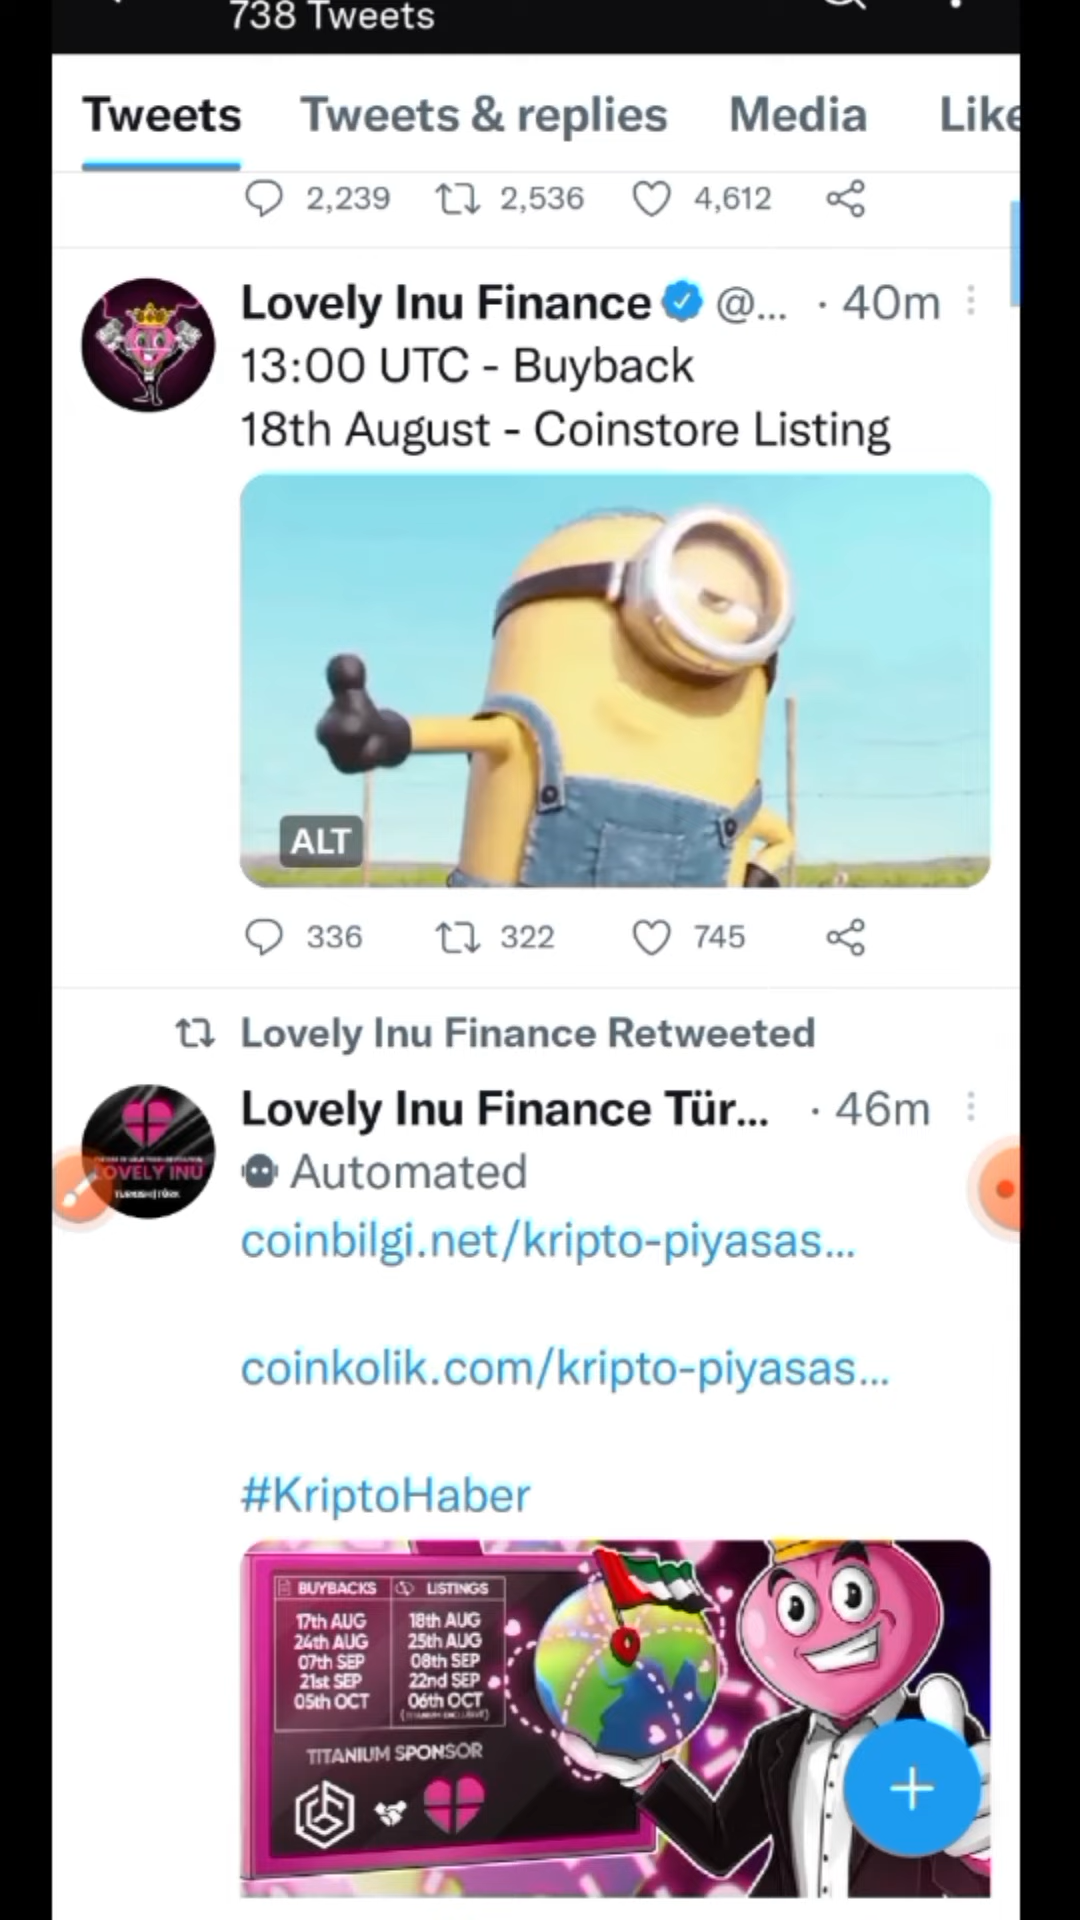 738 Tweets
Tweets Tweets & replies Media Like
2,239 2,536 4,612
Lovely Inu Finance @... · 40m
13:00 UTC - Buyback
18th August - Coinstore Listing
ALT
336 322 745
Lovely Inu Finance Retweeted
Lovely Inu Finance Tür... · 46m
Automated
LOVELY INU
coinbilgi.net/kripto-piyasas...
coinkolik.com/kripto-piyasas...
#KriptoHaber
BUYBACKS LISTINGS
17th AUG 18th AUG
24th AUG 25th AUG
07th SEP 08th SEP
21st SEP 22nd SEP
05th OCT 06th OCT
TITANIUM SPONSOR